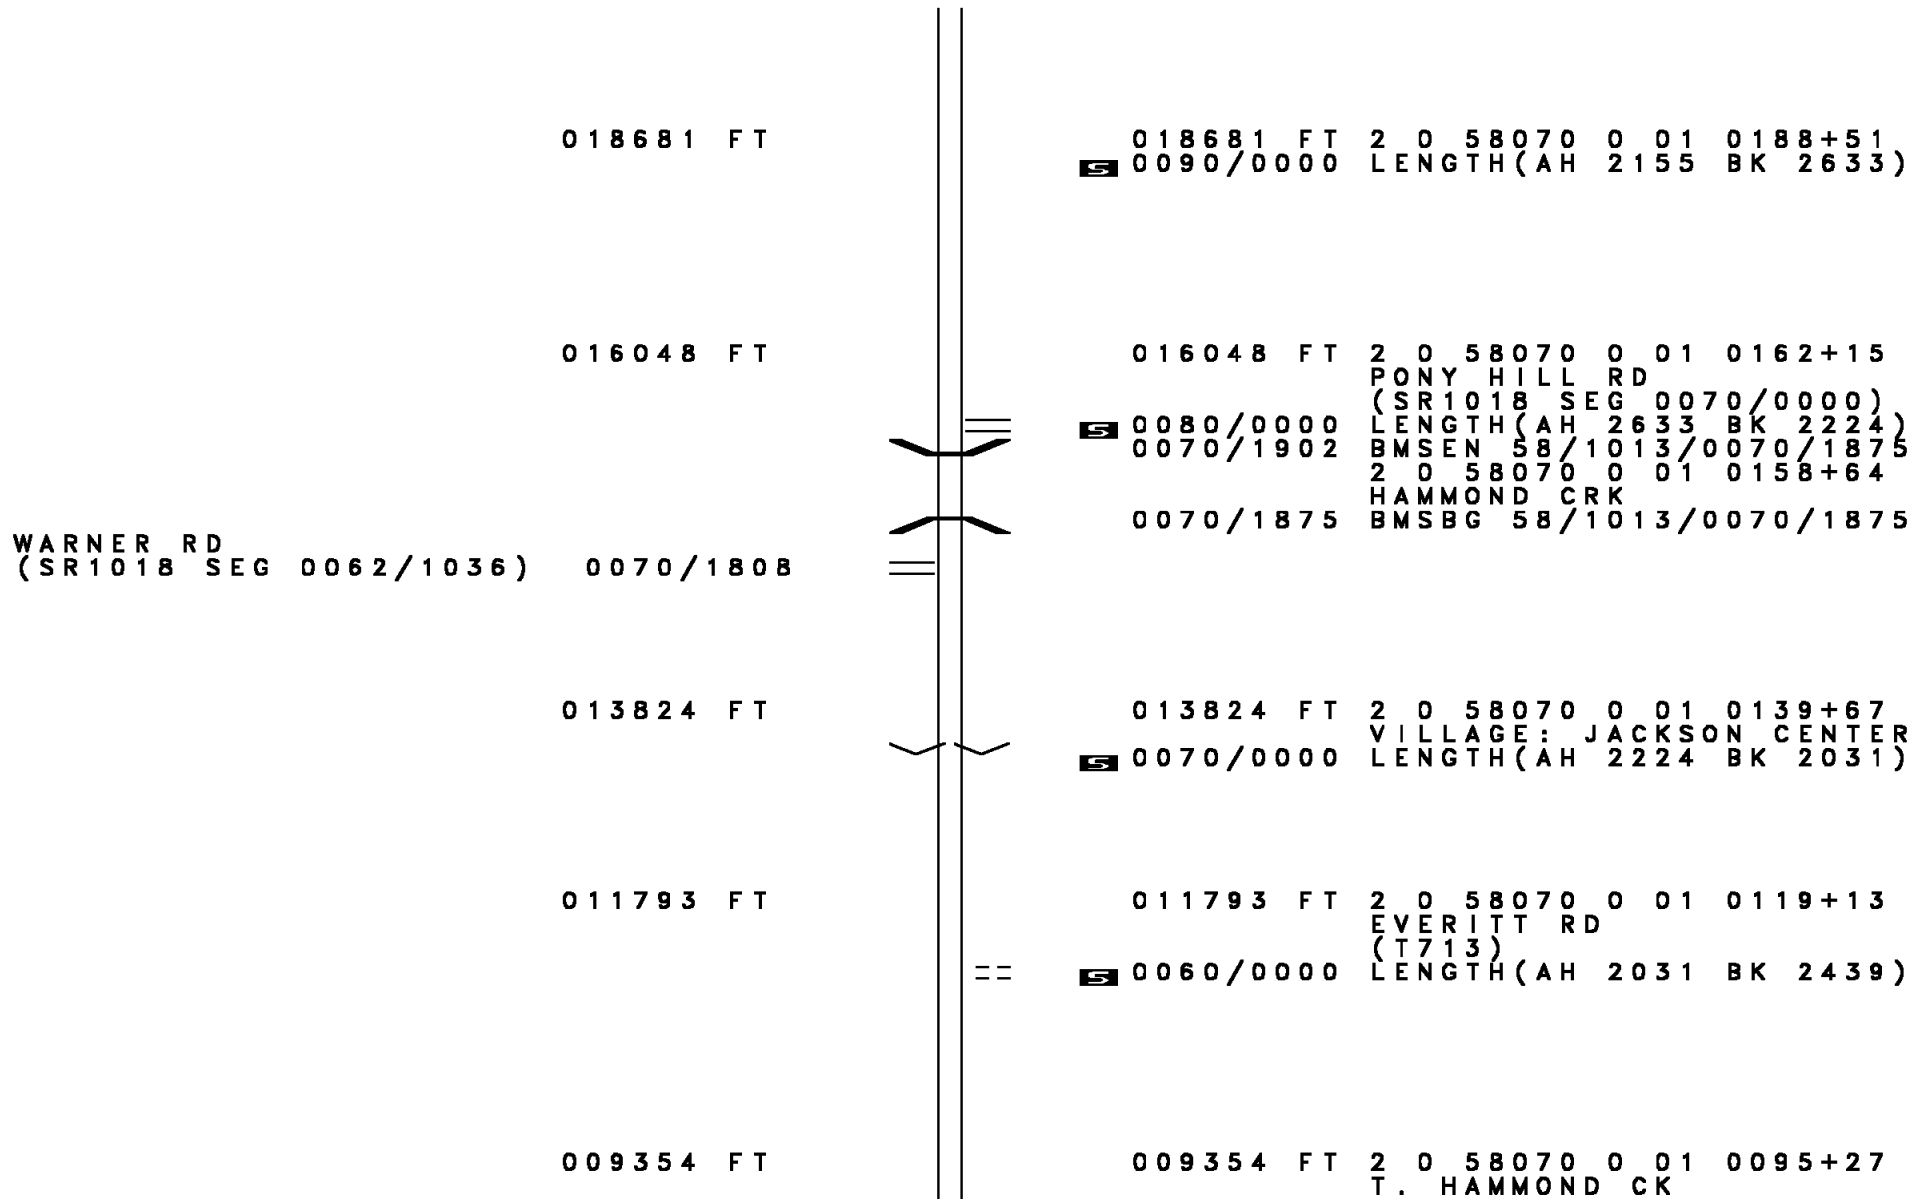 018681 FT 018681 FT 2 0 58070 0 01 0188+51
S 0090/0000 LENGTH(AH 2155 BK 2633)
016048 FT 016048 FT 2 0 58070 0 01 0162+15
PONY HILL RD
(SR1018 SEG 0070/0000)
S 0080/0000 LENGTH(AH 2633 BK 2224)
0070/1902 BMSEN 58/1013/0070/1875
2 0 58070 0 01 0158+64
HAMMOND CRK
0070/1875 BMSBG 58/1013/0070/1875
WARNER RD
(SR1018 SEG 0062/1036) 0070/1808
013824 FT 013824 FT 2 0 58070 0 01 0139+67
VILLAGE: JACKSON CENTER
S 0070/0000 LENGTH(AH 2224 BK 2031)
011793 FT 011793 FT 2 0 58070 0 01 0119+13
EVERITT RD
(T713)
S 0060/0000 LENGTH(AH 2031 BK 2439)
009354 FT 009354 FT 2 0 58070 0 01 0095+27
T. HAMMOND CK